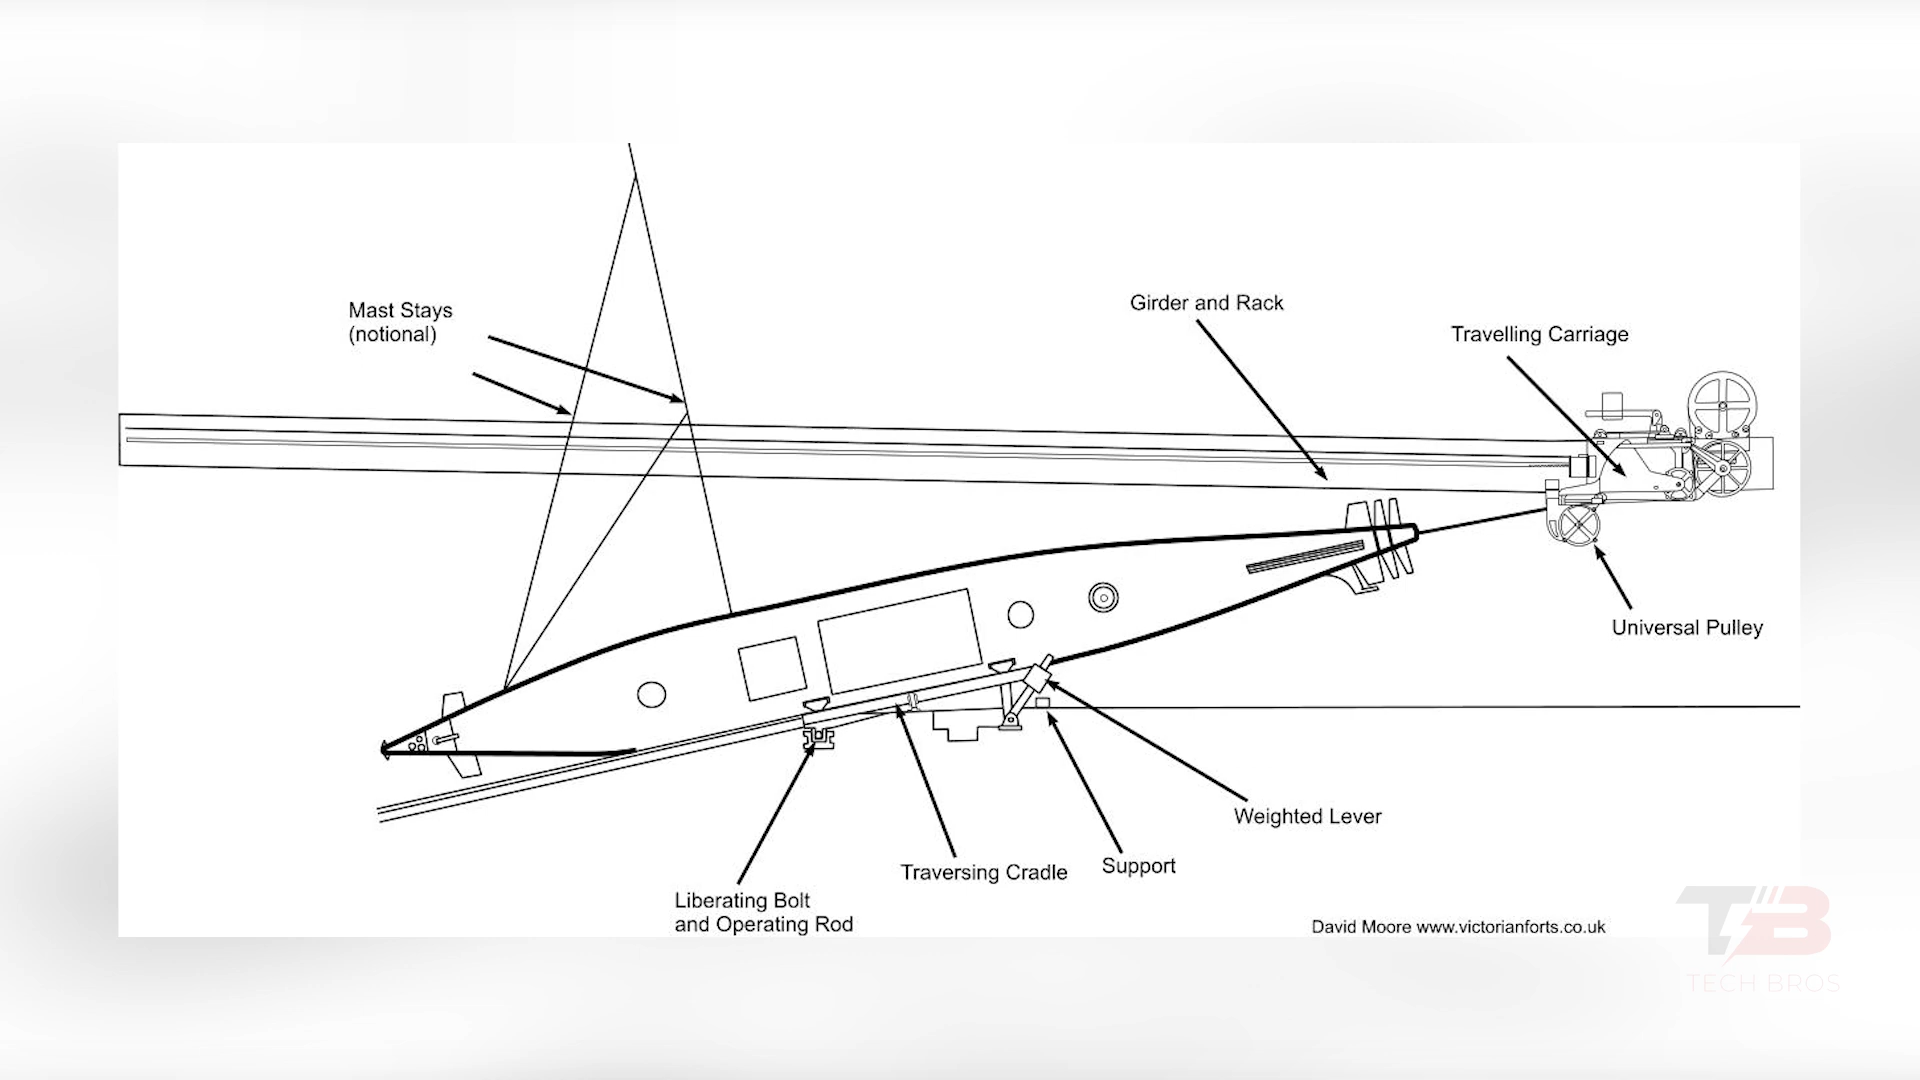 Mast Stays
(notional)
Girder and Rack
Travelling Carriage
Universal Pulley
Weighted Lever
Support
Traversing Cradle
Liberating Bolt
and Operating Rod
David Moore www.victorianforts.co.uk
TB
TECH BROS